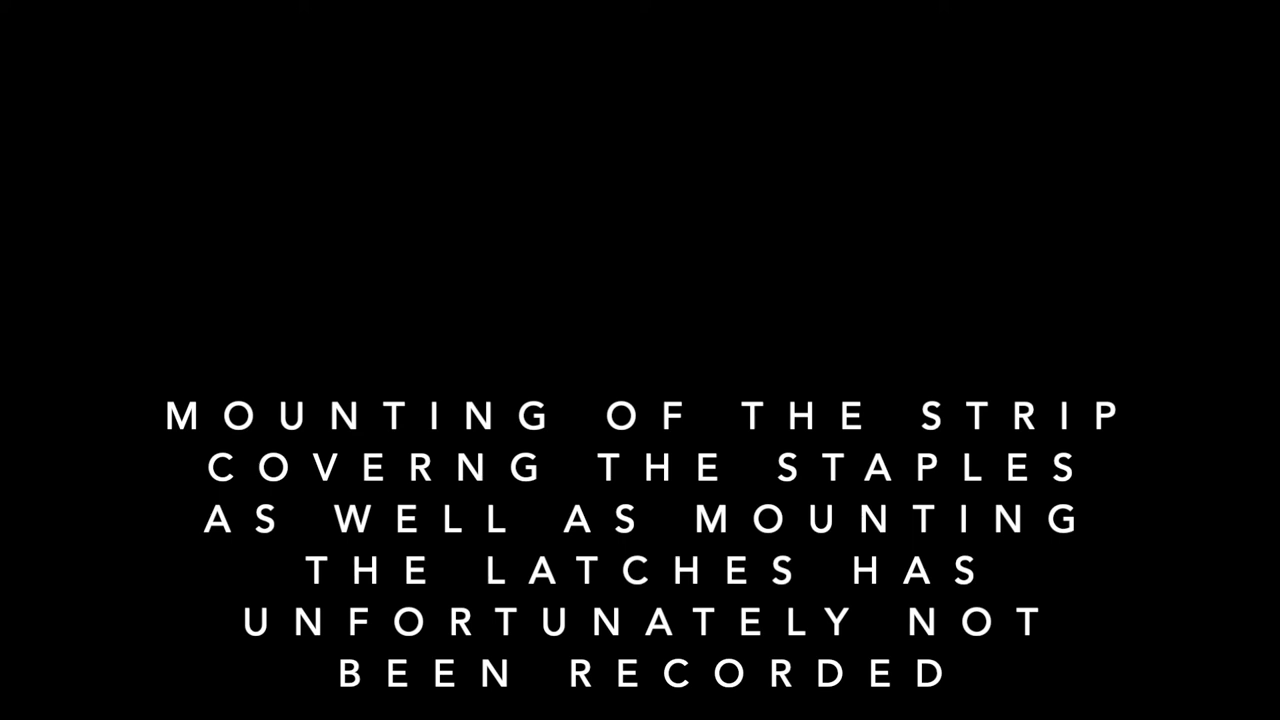 MOUNTING OF THE STRIP
COVERNG THE STAPLES
AS WELL AS MOUNTING
THE LATCHES HAS
UNFORTUNATELY NOT
BEEN RECORDED